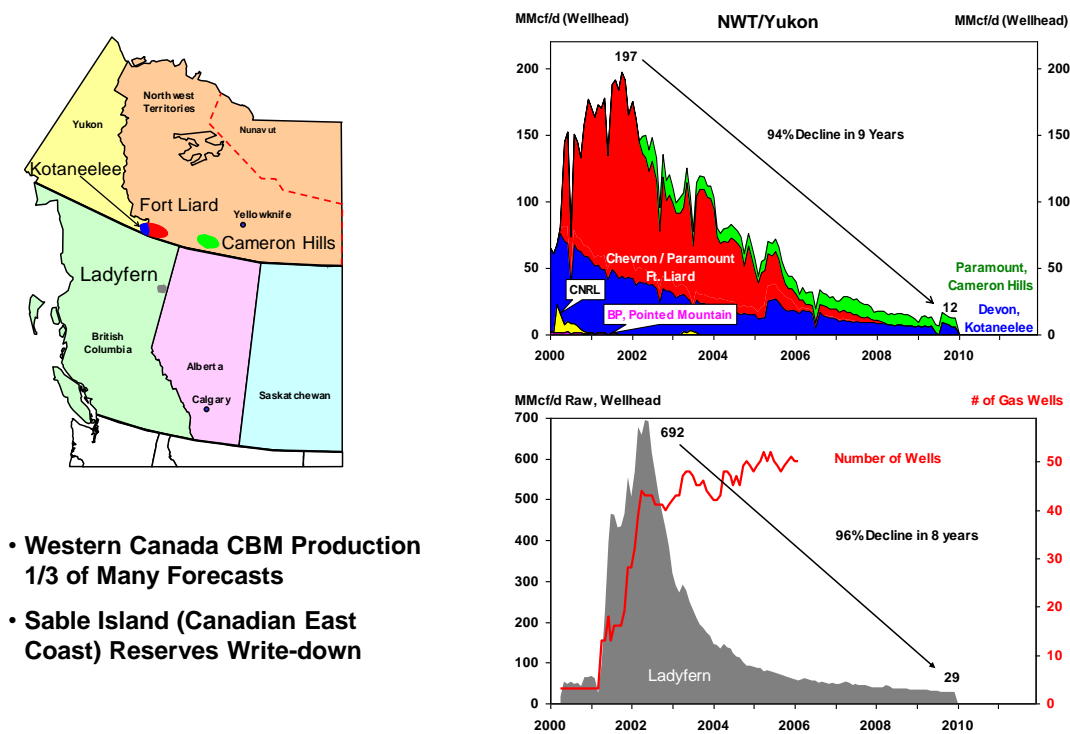 Northwest
Territories
Yukon
Nunavut
Kotaneelee
Fort Liard
Yellowknife
Cameron Hills
Ladyfern
British
Columbia
Alberta
Calgary
Saskatchewan
• Western Canada CBM Production
1/3 of Many Forecasts
• Sable Island (Canadian East
Coast) Reserves Write-down
MMcf/d (Wellhead) NWT/Yukon MMcf/d (Wellhead)
197
200 200
94% Decline in 9 Years
150 150
100 100
Chevron / Paramount
Ft. Liard
Paramount,
Cameron Hills
50 50
CNRL
12
BP, Pointed Mountain
Devon,
Kotaneelee
0 0
2000 2002 2004 2006 2008 2010
MMcf/d Raw, Wellhead # of Gas Wells
700
692
600
Number of Wells
50
500
40
96% Decline in 8 years
400
30
300
20
200
10
100
Ladyfern
29
0 0
2000 2002 2004 2006 2008 2010